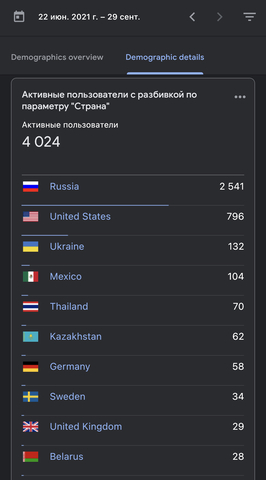 22 июн. 2021 г. – 29 сент.
Demographics overview
Demographic details
Активные пользователи с разбивкой по
параметру "Страна"
Активные пользователи
4 024
Russia 2 541
United States 796
Ukraine 132
Mexico 104
Thailand 70
Kazakhstan 62
Germany 58
Sweden 34
United Kingdom 29
Belarus 28